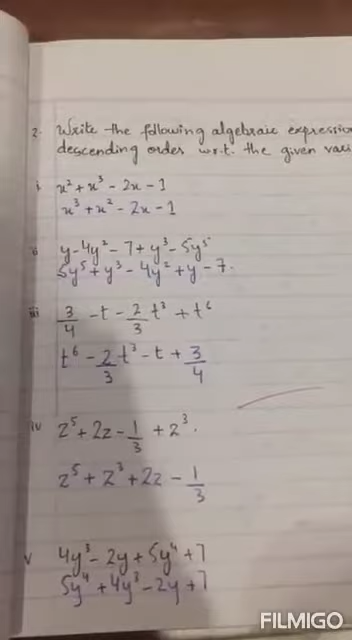 2. Write the following algebraic expression
descending order w.r.t. the given vari
i x² + x³ - 2x - 1
x³ + x² - 2x - 1
ii y - 4y² - 7 + y³ - 5y⁵
5y⁵ + y³ - 4y² + y - 7.
iii 3/4 - t - 2/3 t³ + t⁶
t⁶ - 2/3 t³ - t + 3/4
iv z⁵ + 2z - 1/3 + z³.
z⁵ + z³ + 2z - 1/3
v 4y³ - 2y + 5y⁴ + 7
5y⁴ + 4y³ - 2y + 7
FILMIGO